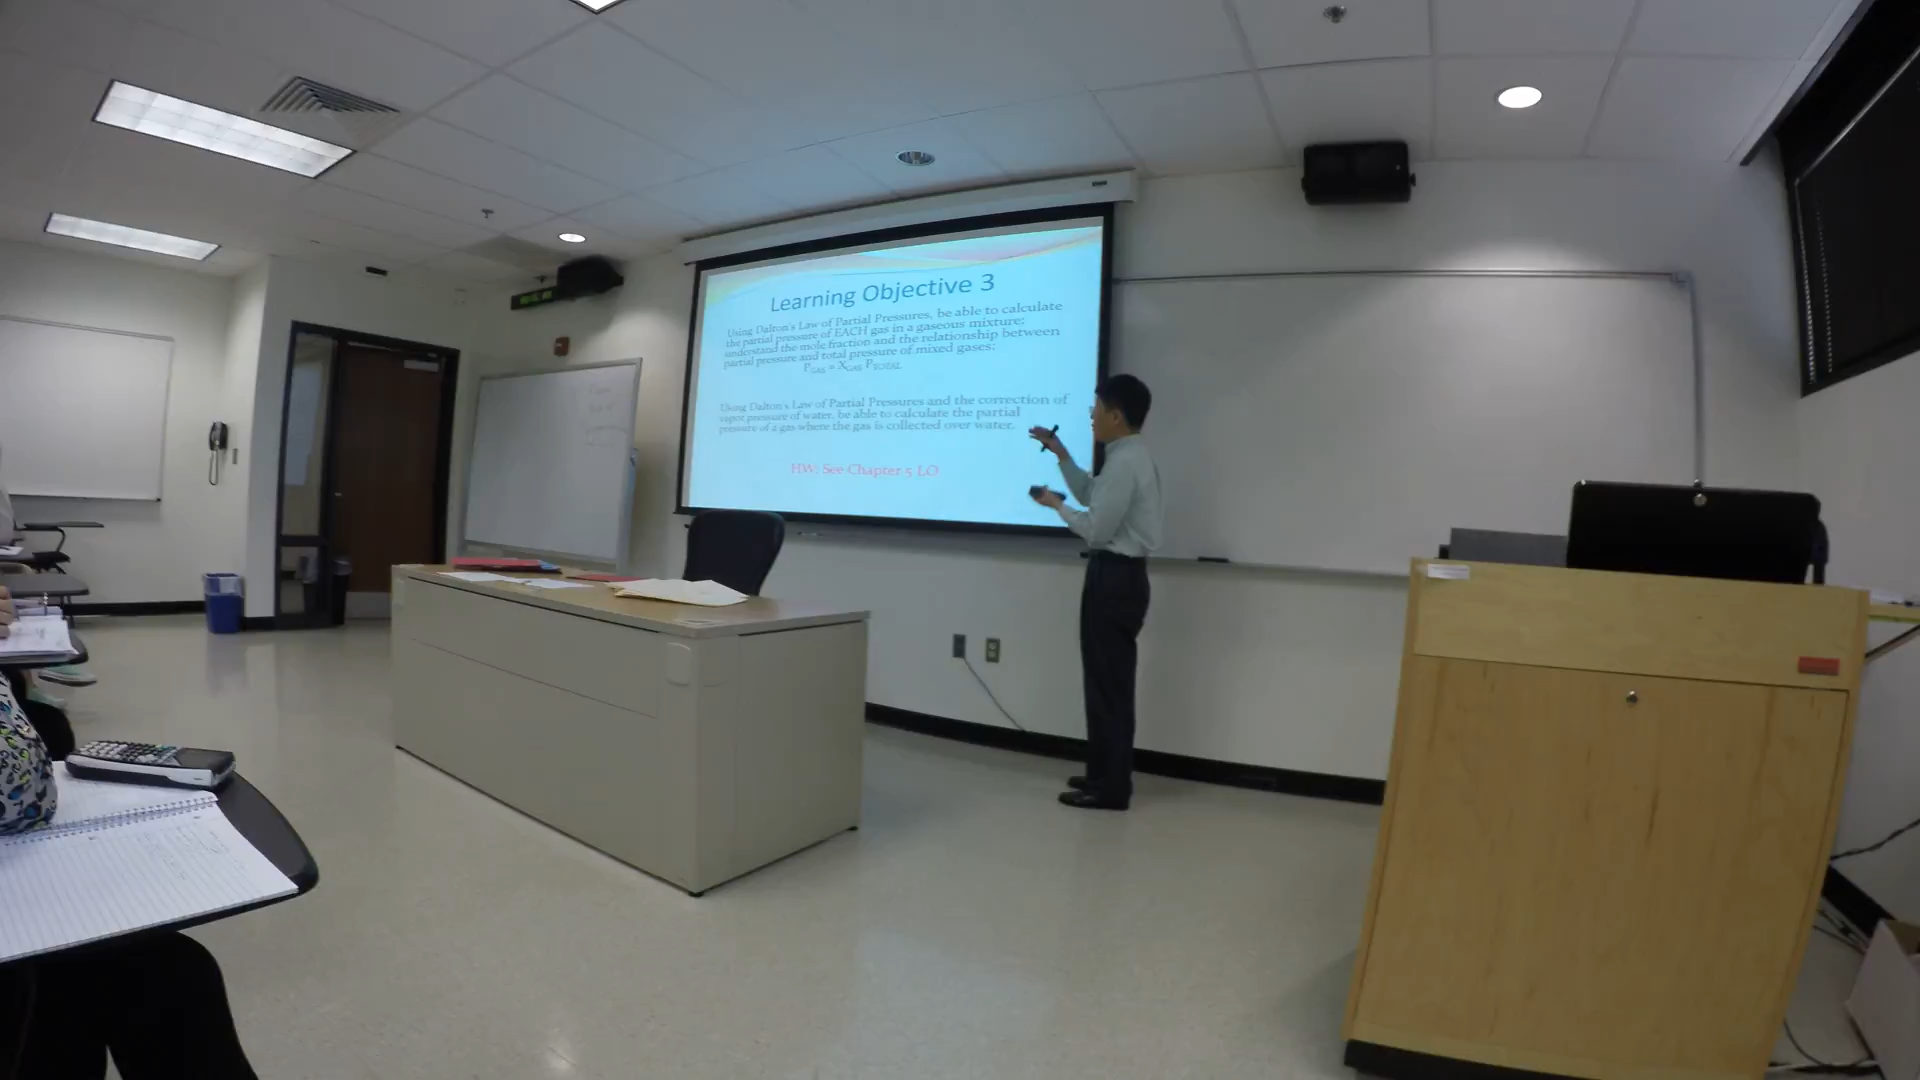 Learning Objective 3
Using Dalton's Law of Partial Pressures, be able to calculate
the partial pressure of EACH gas in a gaseous mixture;
understand the mole fraction and the relationship between
partial pressure and total pressure of mixed gases:
P GAS = X GAS P TOTAL
Using Dalton's Law of Partial Pressures and the correction of
vapor pressure of water, be able to calculate the partial
pressure of a gas where the gas is collected over water.
HW: See Chapter 5 LO